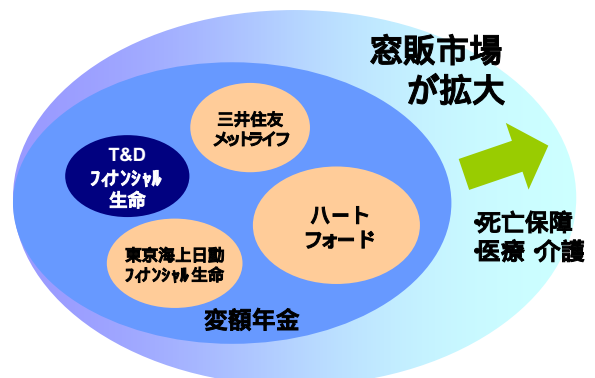 窓販市場
が拡大
三井住友
メットライフ
T&D
フィナンシャル
生命
ハート
フォード
・死亡保障
・医療・介護
東京海上日動
フィナンシャル生命
変額年金